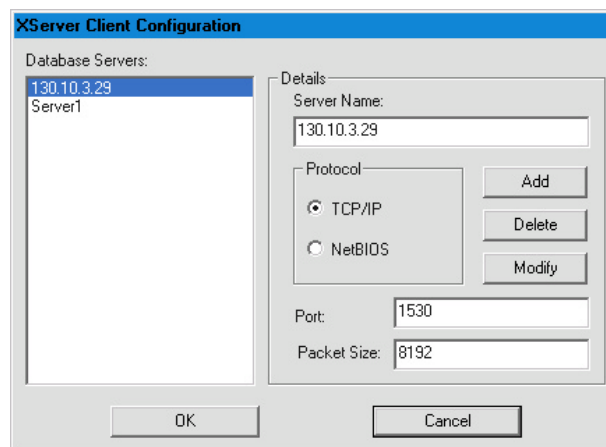 XServer Client Configuration
Database Servers:
130.10.3.29
Server1
Details
Server Name:
130.10.3.29
Protocol
TCP/IP
NetBIOS
Add
Delete
Modify
Port:
1530
Packet Size:
8192
OK
Cancel